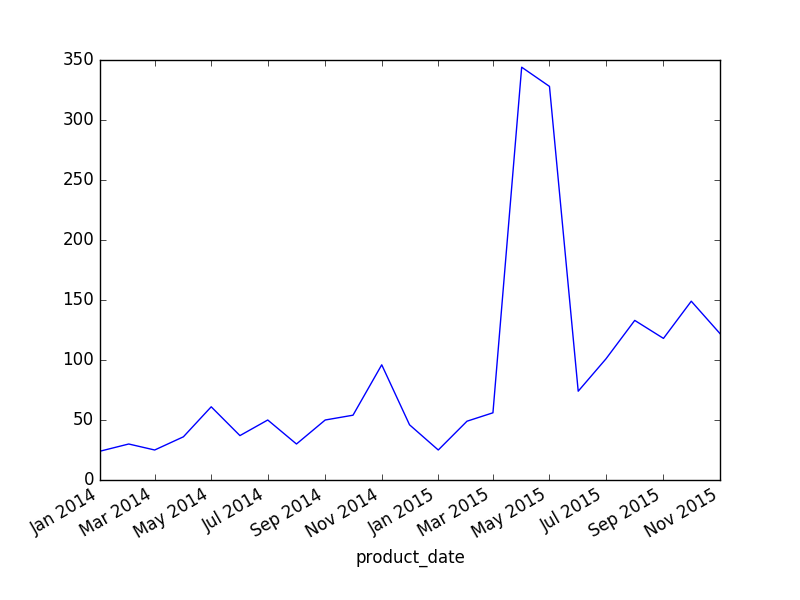 350
300
250
200
150
100
50
0
Jan 2014
Mar 2014
May 2014
Jul 2014
Sep 2014
Nov 2014
Jan 2015
Mar 2015
May 2015
Jul 2015
Sep 2015
Nov 2015
product_date